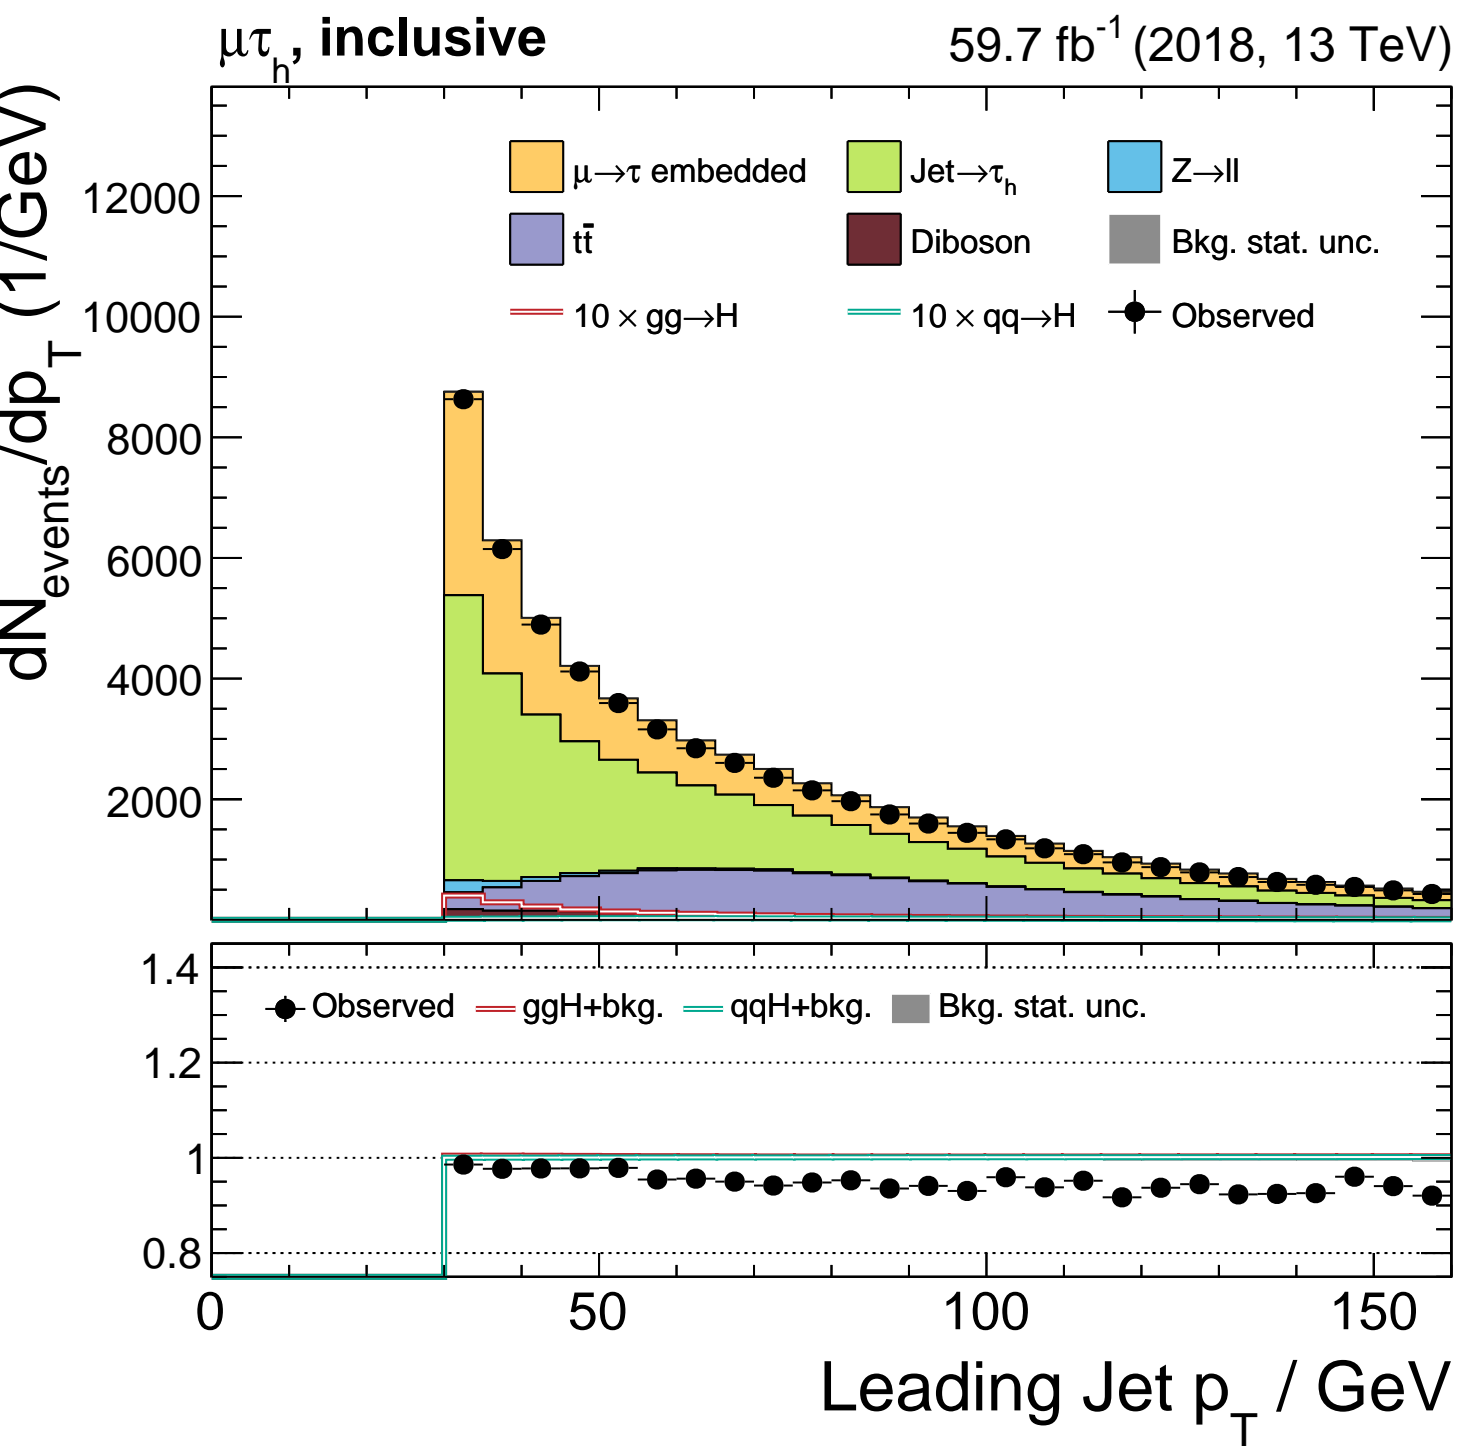 μτh, inclusive
59.7 fb-1 (2018, 13 TeV)
dNevents/dpT (1/GeV)
μ→τ embedded
Jet→τh
Z→ll
tt̄
Diboson
Bkg. stat. unc.
10 × gg→H
10 × qq→H
Observed
12000
10000
8000
6000
4000
2000
1.4
Observed
ggH+bkg.
qqH+bkg.
Bkg. stat. unc.
1.2
1
0.8
0
50
100
150
Leading Jet pT / GeV